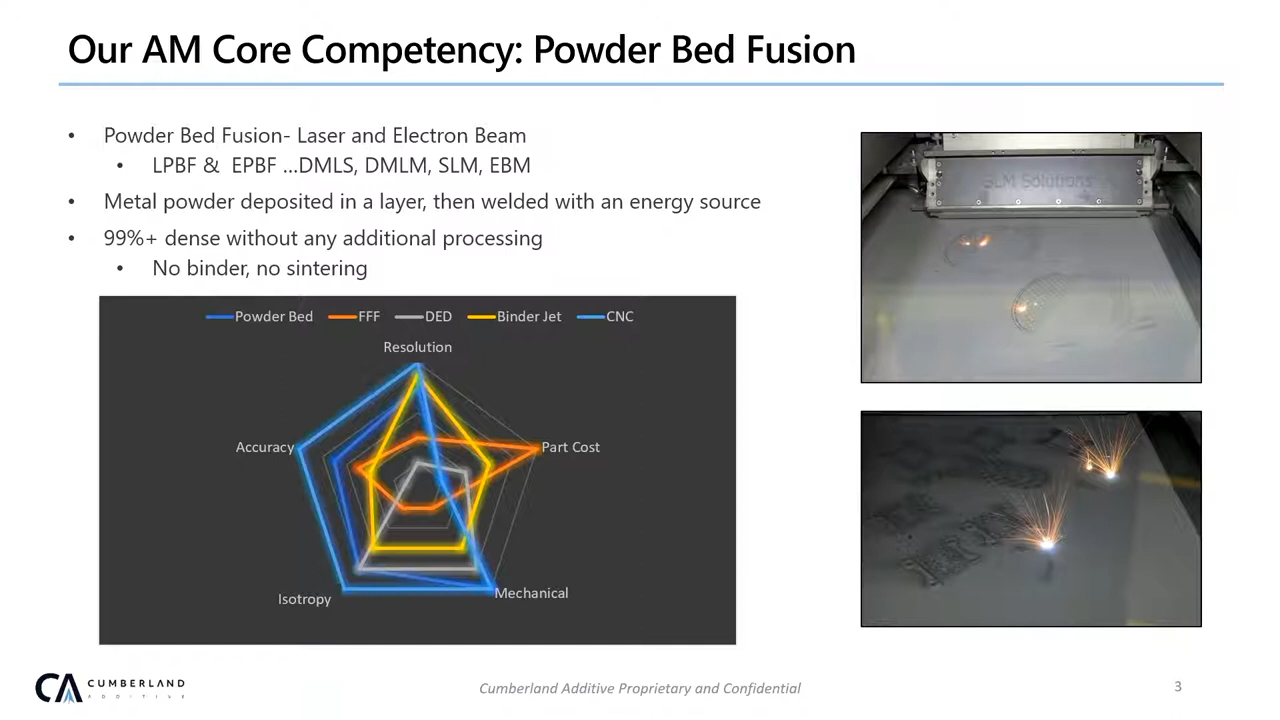 Our AM Core Competency: Powder Bed Fusion
• Powder Bed Fusion- Laser and Electron Beam
• LPBF & EPBF ...DMLS, DMLM, SLM, EBM
• Metal powder deposited in a layer, then welded with an energy source
• 99%+ dense without any additional processing
• No binder, no sintering
Powder Bed FFF DED Binder Jet CNC
Resolution
Accuracy
Part Cost
Isotropy
Mechanical
SLM Solutions
CA CUMBERLAND
ADDITIVE
Cumberland Additive Proprietary and Confidential
3